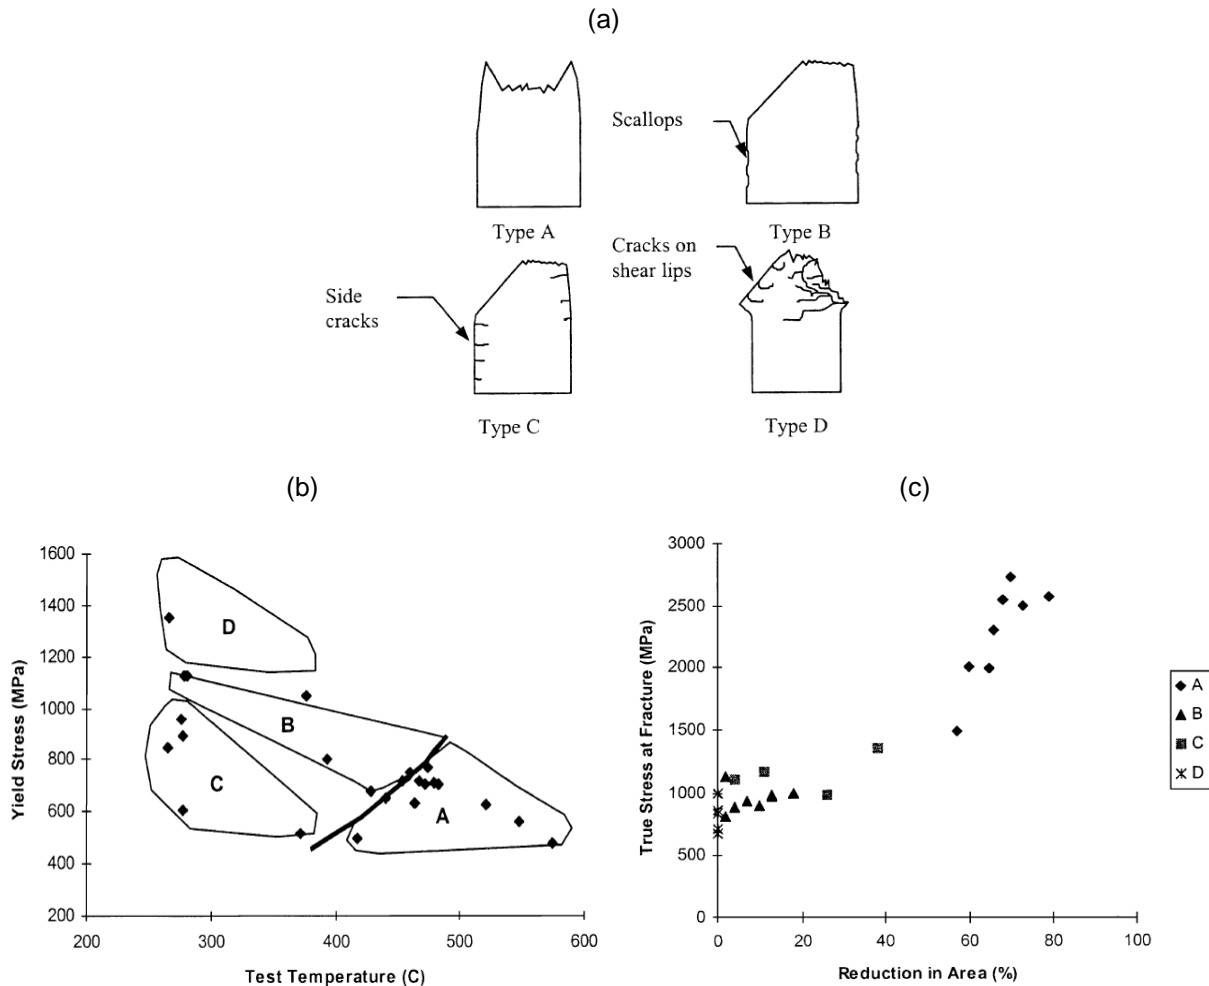 (a)
Scallops
Type A
Type B
Cracks on
shear lips
Side
cracks
Type C
Type D
(b)
(c)
1600
1400
1200
1000
800
600
400
200
Yield Stress (MPa)
D
B
C
A
200
300
400
500
600
Test Temperature (C)
3000
2500
2000
1500
1000
500
0
True Stress at Fracture (MPa)
0
20
40
60
80
100
Reduction in Area (%)
A
B
C
D